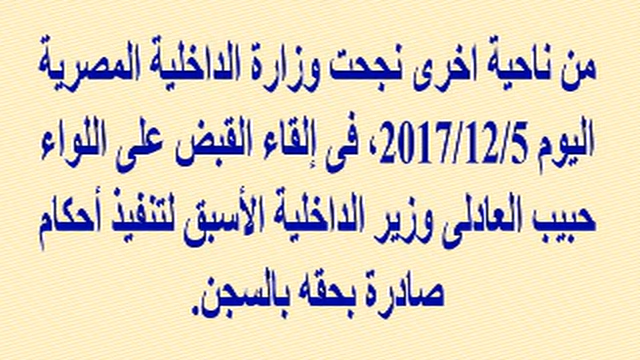 من ناحية اخرى نجحت وزارة الداخلية المصرية
اليوم 2017/12/5، فى إلقاء القبض على اللواء
حبيب العادلى وزير الداخلية الأسبق لتنفيذ أحكام
صادرة بحقه بالسجن.